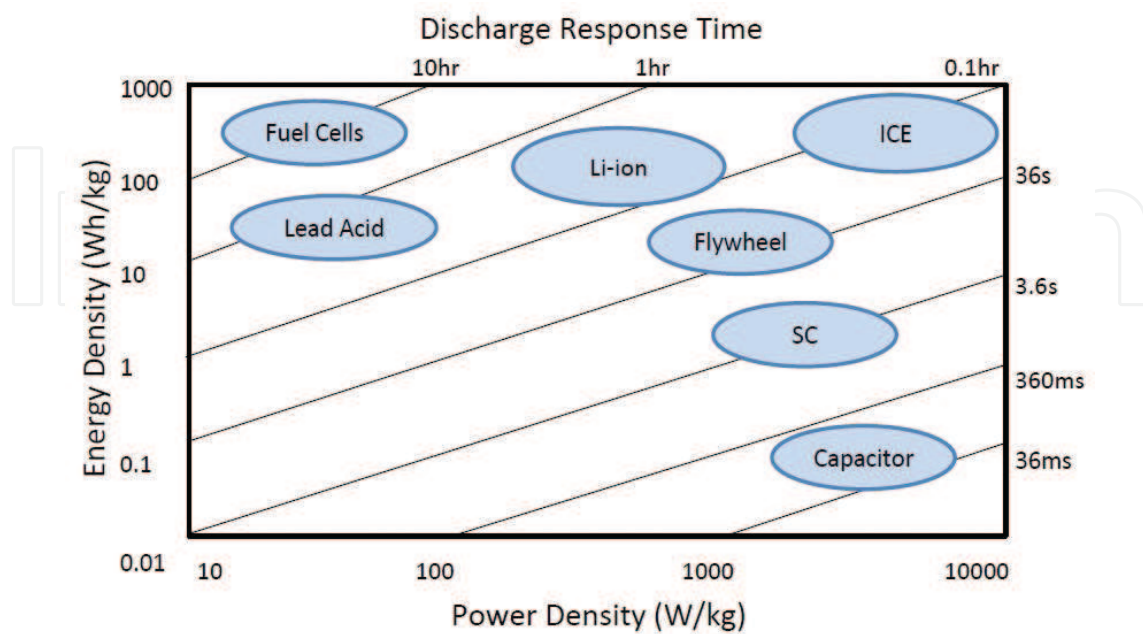 Discharge Response Time
10hr
1hr
0.1hr
1000
100
10
1
0.1
0.01
Energy Density (Wh/kg)
Fuel Cells
ICE
Li-ion
Lead Acid
Flywheel
SC
Capacitor
36s
3.6s
360ms
36ms
10
100
1000
10000
Power Density (W/kg)